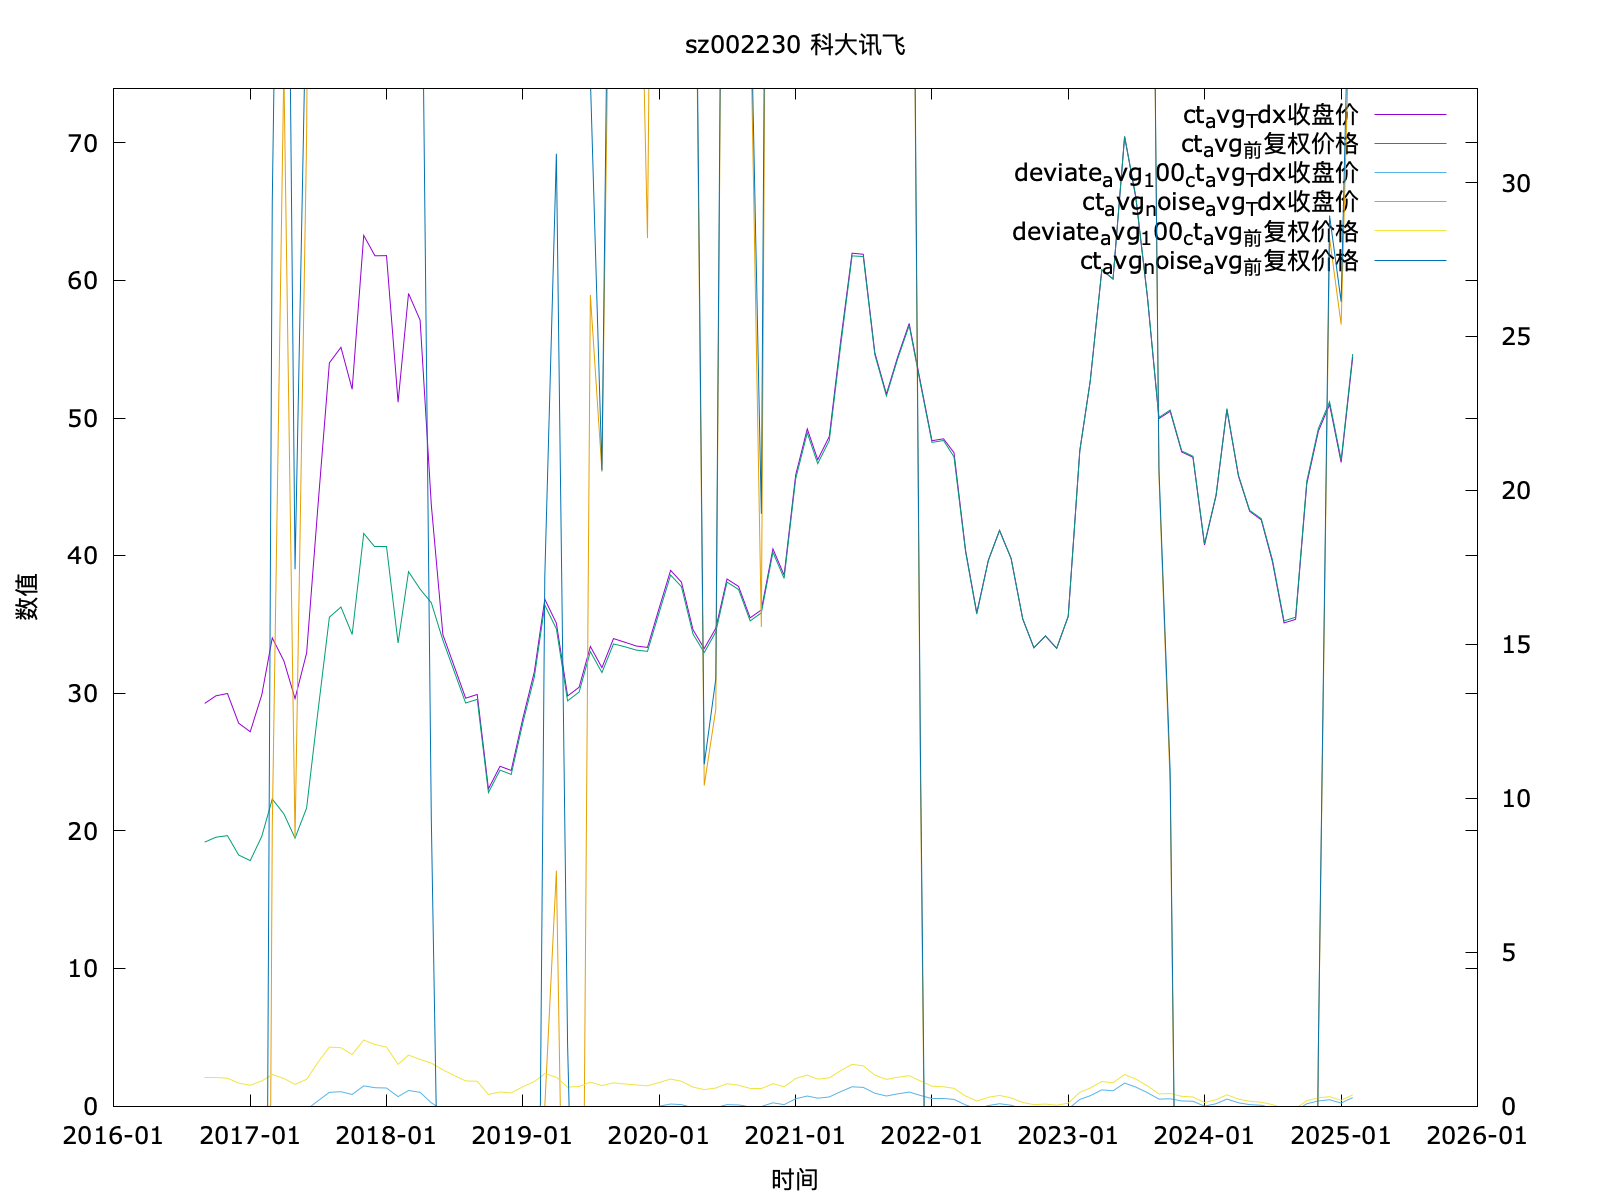 sz002230 科大讯飞
ct_avg_Tdx收盘价
ct_avg_前复权价格
deviate_avg_100_ct_avg_Tdx收盘价
ct_avg_noise_avg_Tdx收盘价
deviate_avg_100_ct_avg_前复权价格
ct_avg_noise_avg_前复权价格
70
60
50
40
30
20
10
0
数值
30
25
20
15
10
5
0
2016-01 2017-01 2018-01 2019-01 2020-01 2021-01 2022-01 2023-01 2024-01 2025-01 2026-01
时间